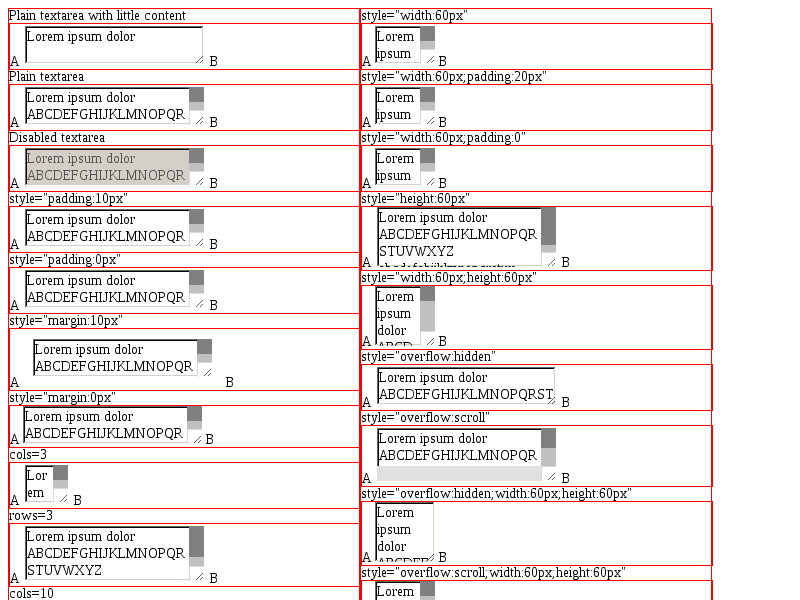 Plain textarea with little content
Lorem ipsum dolor
A B
Plain textarea
Lorem ipsum dolor
ABCDEFGHIJKLMNOPQR
A B
Disabled textarea
Lorem ipsum dolor
ABCDEFGHIJKLMNOPQR
A B
style="padding:10px"
Lorem ipsum dolor
ABCDEFGHIJKLMNOPQR
A B
style="padding:0px"
Lorem ipsum dolor
ABCDEFGHIJKLMNOPQR
A B
style="margin:10px"
Lorem ipsum dolor
ABCDEFGHIJKLMNOPQR
A B
style="margin:0px"
Lorem ipsum dolor
ABCDEFGHIJKLMNOPQR
A B
cols=3
Lor
em
A B
rows=3
Lorem ipsum dolor
ABCDEFGHIJKLMNOPQR
STUVWXYZ
A B
cols=10
style="width:60px"
Lorem
ipsum
A B
style="width:60px;padding:20px"
Lorem
ipsum
A B
style="width:60px;padding:0"
Lorem
ipsum
A B
style="height:60px"
Lorem ipsum dolor
ABCDEFGHIJKLMNOPQR
STUVWXYZ
A B
style="width:60px;height:60px"
Lorem
ipsum
dolor
A B
style="overflow:hidden"
Lorem ipsum dolor
ABCDEFGHIJKLMNOPQRST
A B
style="overflow:scroll"
Lorem ipsum dolor
ABCDEFGHIJKLMNOPQR
A B
style="overflow:hidden;width:60px;height:60px"
Lorem
ipsum
dolor
A B
style="overflow:scroll;width:60px;height:60px"
Lorem